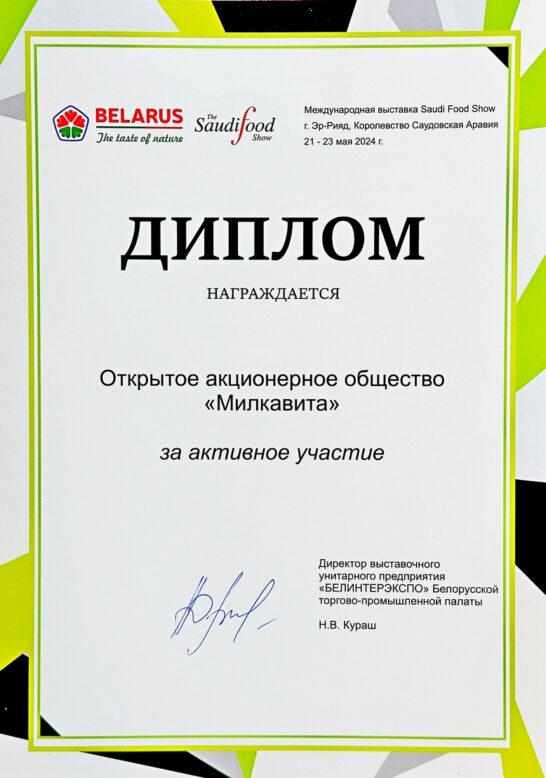 BELARUS
The taste of nature
The
Saudi food
Show
Международная выставка Saudi Food Show
г. Эр-Рияд, Королевство Саудовская Аравия
21 - 23 мая 2024 г.
ДИПЛОМ
НАГРАЖДАЕТСЯ
Открытое акционерное общество
«Милкавита»
за активное участие
Директор выставочного
унитарного предприятия
«БЕЛИНТЕРЭКСПО» Белорусской
торгово-промышленной палаты
Н.В. Кураш